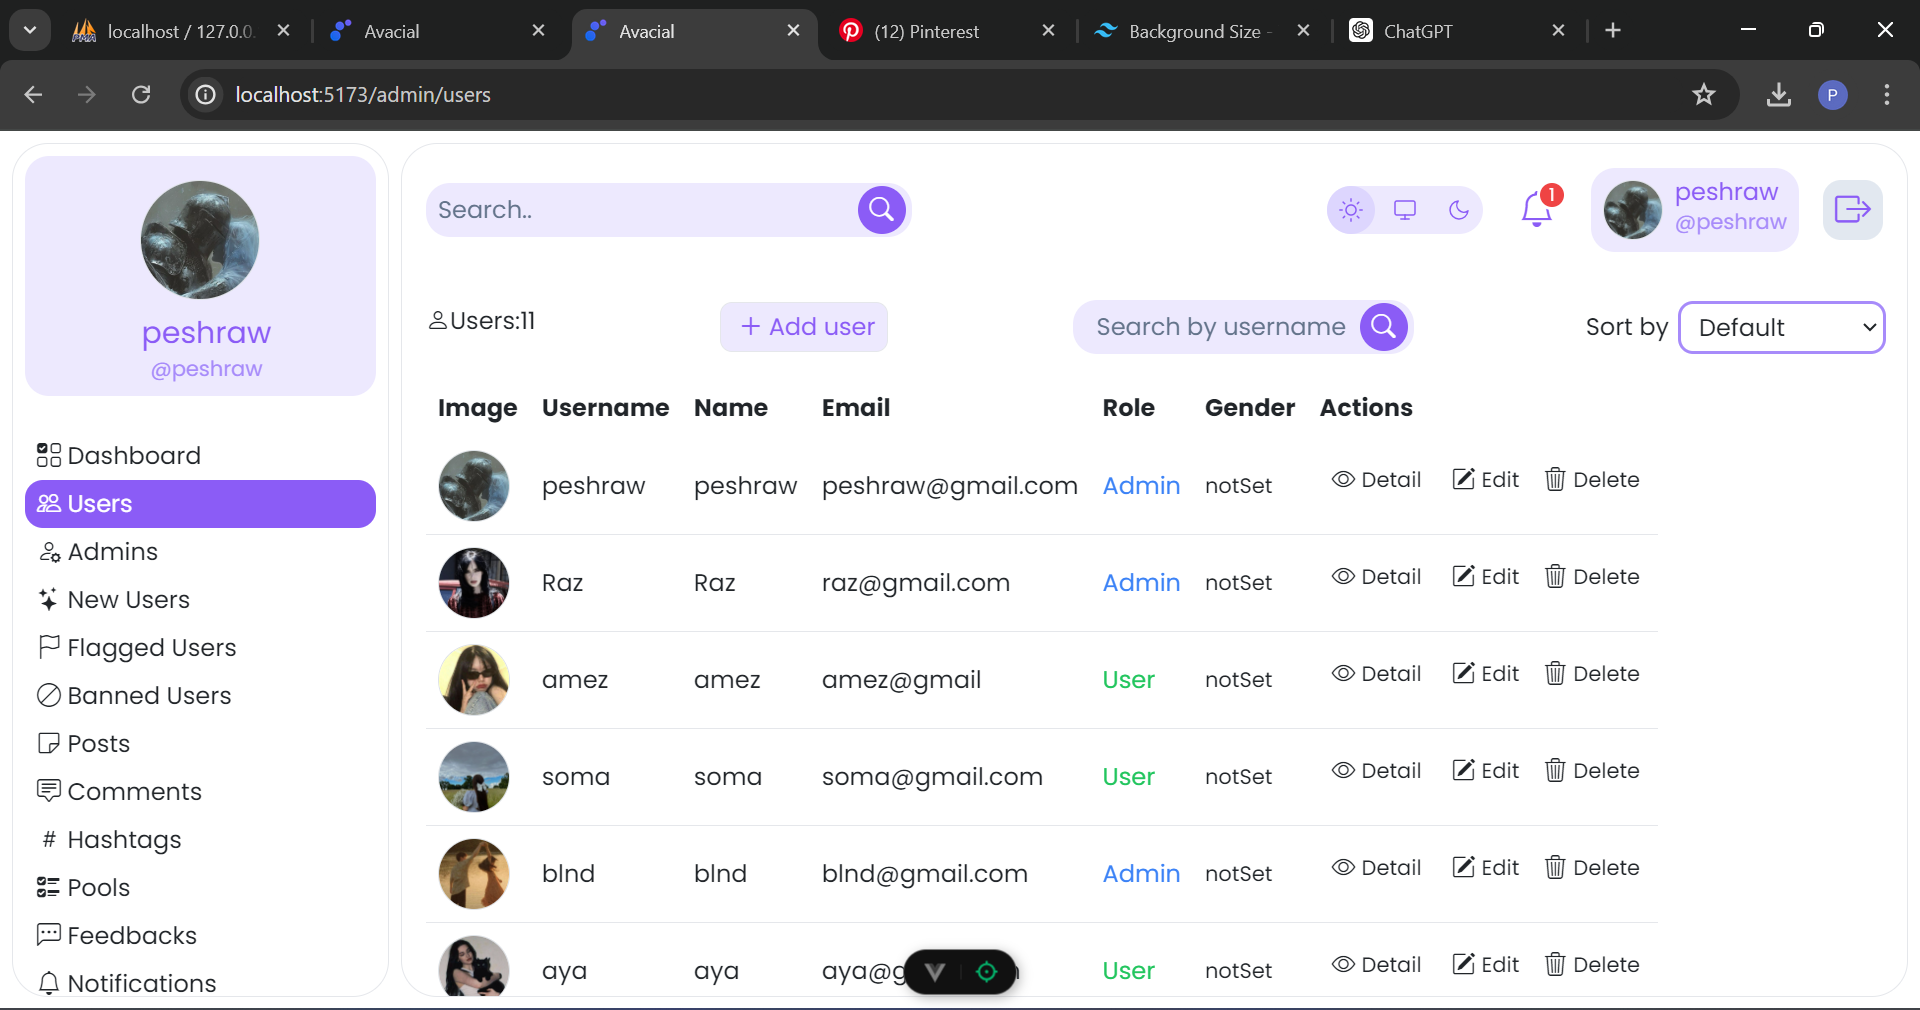 localhost / 127.0.0.
Avacial
Avacial
(12) Pinterest
Background Size -
ChatGPT
localhost:5173/admin/users
P
peshraw
@peshraw
Dashboard
Users
Admins
New Users
Flagged Users
Banned Users
Posts
Comments
# Hashtags
Pools
Feedbacks
Notifications
Search..
1
peshraw
@peshraw
Users:11
+ Add user
Search by username
Sort by Default
Image Username Name Email Role Gender Actions
peshraw peshraw peshraw@gmail.com Admin notSet Detail Edit Delete
Raz Raz raz@gmail.com Admin notSet Detail Edit Delete
amez amez amez@gmail User notSet Detail Edit Delete
soma soma soma@gmail.com User notSet Detail Edit Delete
blnd blnd blnd@gmail.com Admin notSet Detail Edit Delete
aya aya User notSet Detail Edit Delete